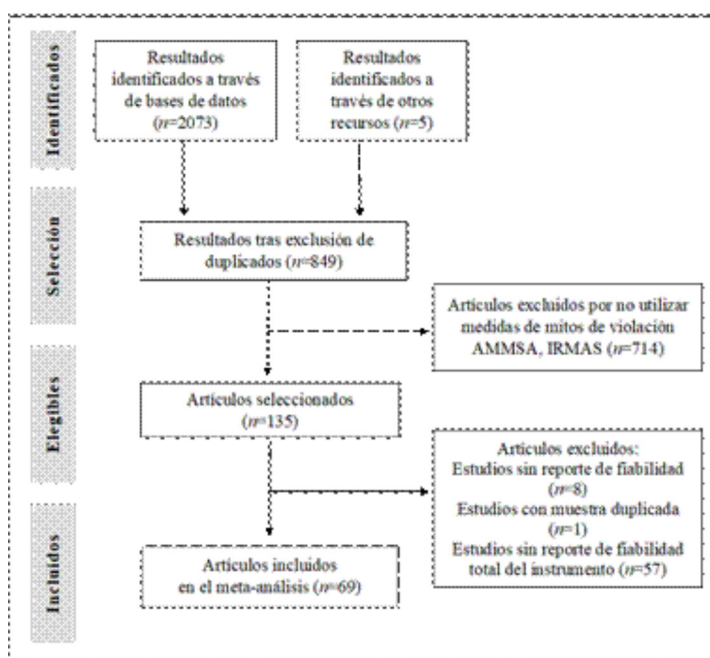 Identificados
Resultados
identificados a través
de bases de datos
(n=2073)
Resultados
identificados a
través de otros
recursos (n=5)
Selección
Resultados tras exclusión de
duplicados (n=849)
Artículos excluidos por no utilizar
medidas de mitos de violación
AMMSA, IRMAS (n=714)
Elegibles
Artículos seleccionados
(n=135)
Artículos excluidos:
Estudios sin reporte de fiabilidad
(n=8)
Estudios con muestra duplicada
(n=1)
Estudios sin reporte de fiabilidad
total del instrumento (n=57)
Incluídos
Artículos incluidos
en el meta-análisis (n=69)